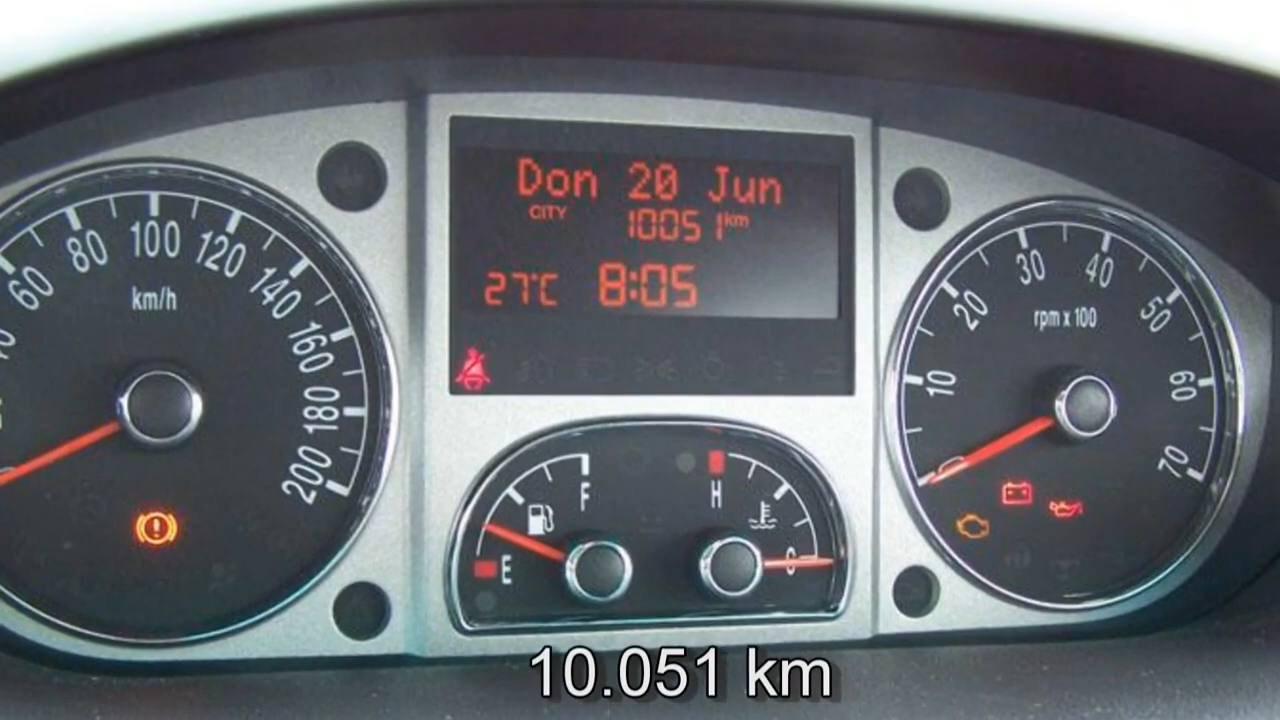 Don 20 Jun
CITY
10051 km
27°C 8:05
60 80 100 120 140 160 180 200
km/h
10 20 30 40 50 60 70
rpm x 100
F
E
H
C
10.051 km